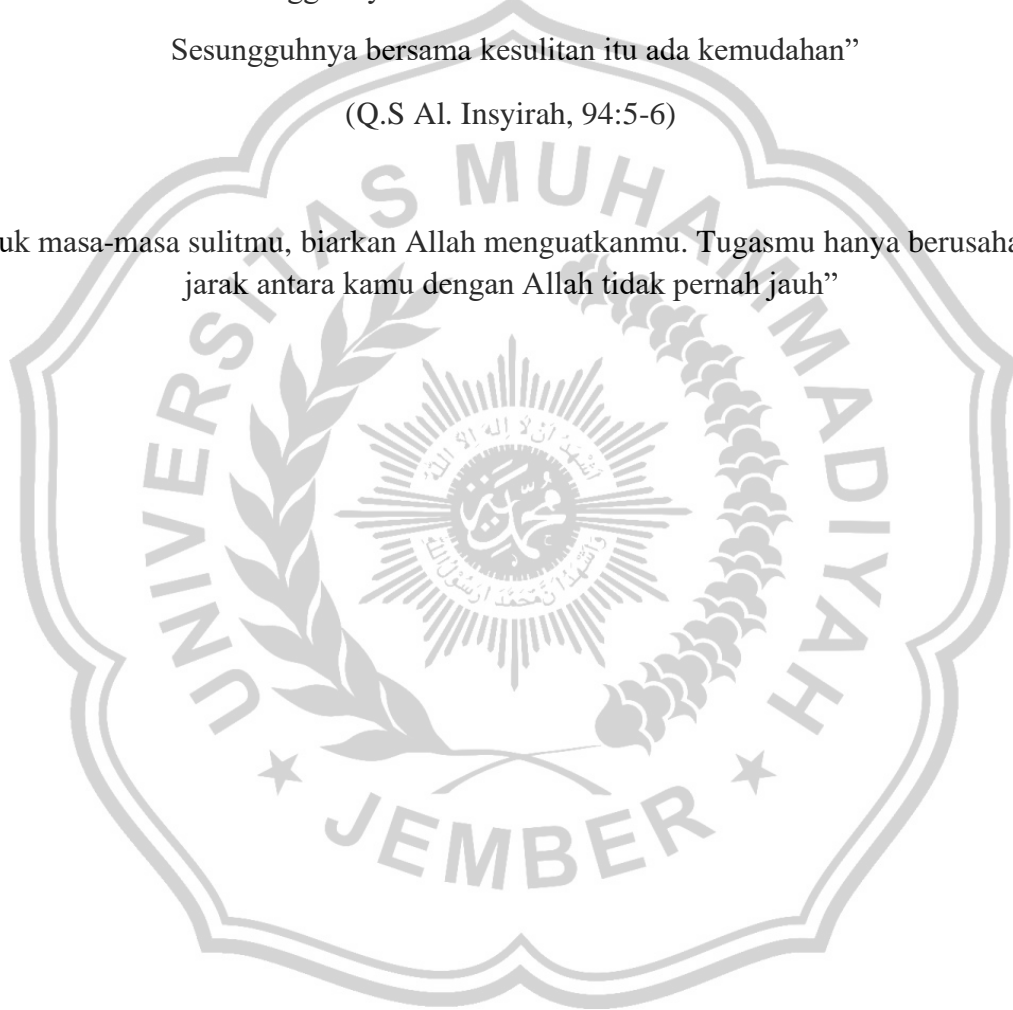 Sesungguhnya bersama kesulitan itu ada kemudahan”
(Q.S Al. Insyirah, 94:5-6)
masa-masa sulitmu, biarkan Allah menguatkanmu. Tugasmu hanya berusaha
jarak antara kamu dengan Allah tidak pernah jauh”
UNIVERSITAS MUHAMMADIYAH
JEMBER
محمد